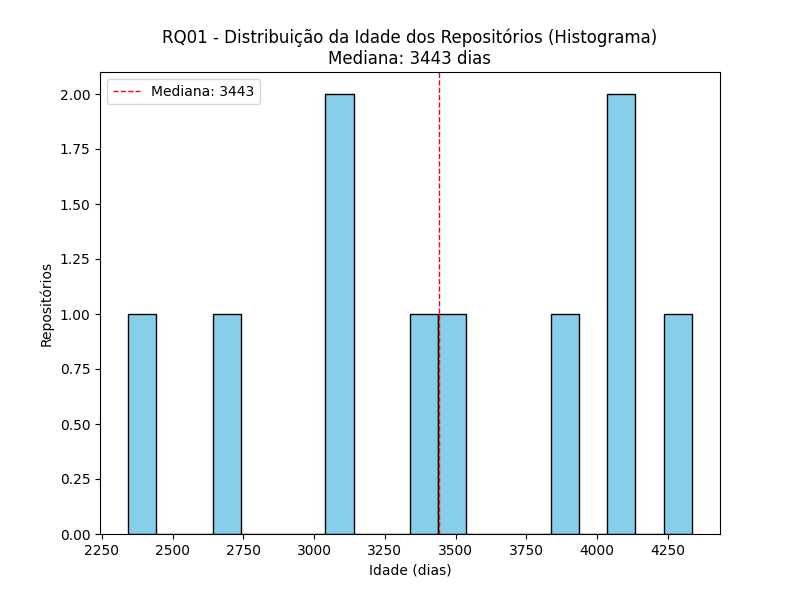 RQ01 - Distribuição da Idade dos Repositórios (Histograma)
Mediana: 3443 dias
Mediana: 3443
2.00
1.75
1.50
1.25
1.00
0.75
0.50
0.25
0.00
Repositórios
2250 2500 2750 3000 3250 3500 3750 4000 4250
Idade (dias)